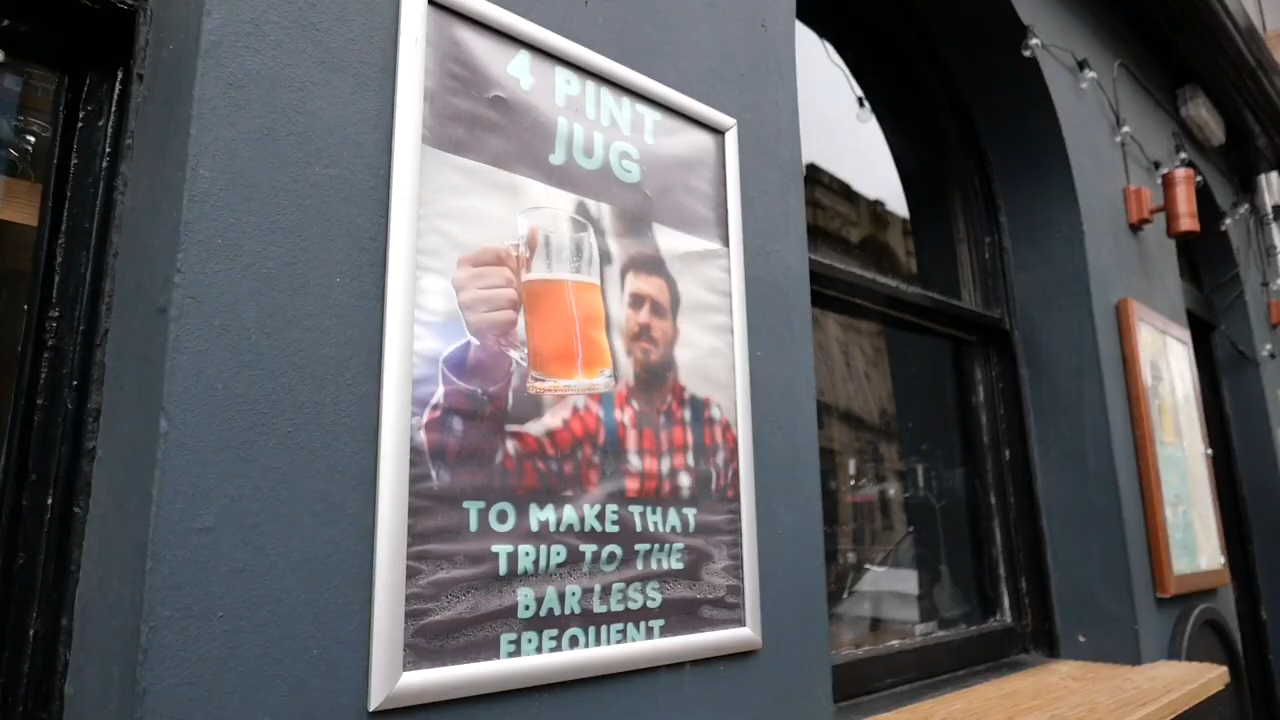 4 PINT
JUG
TO MAKE THAT
TRIP TO THE
BAR LESS
FREQUENT